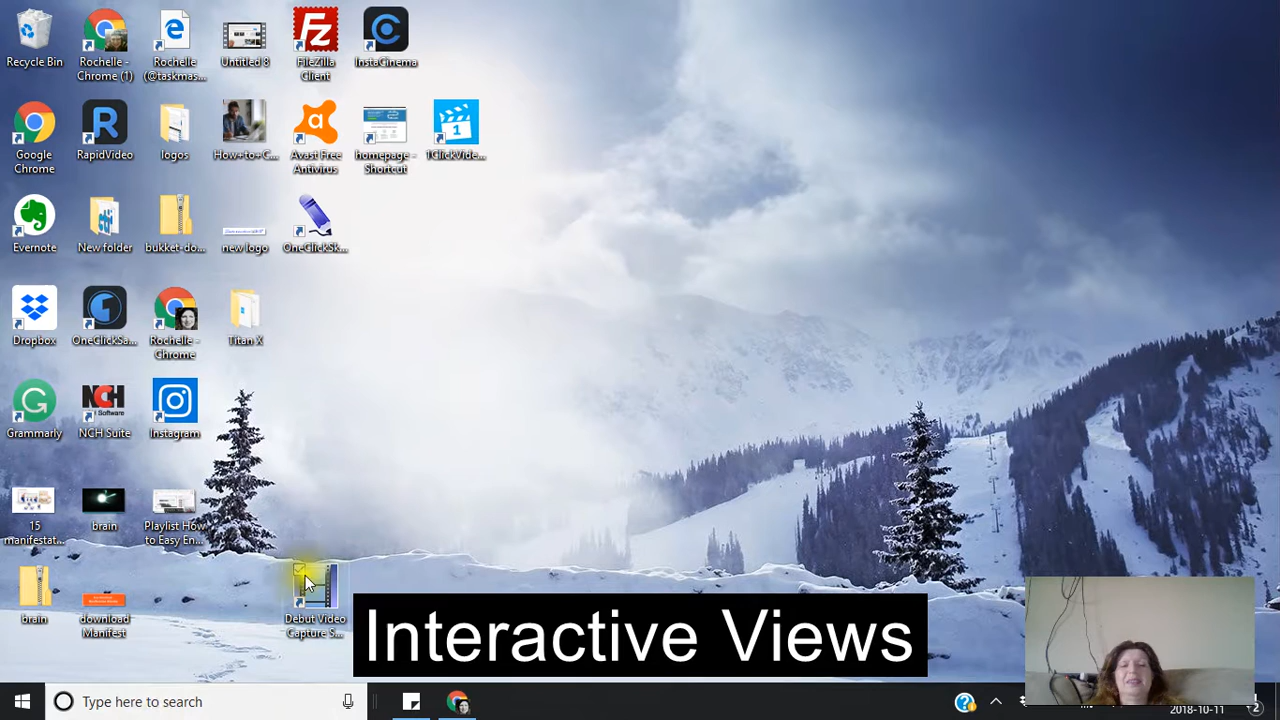 Recycle Bin
Rochelle -
Chrome (1)
Rochelle
(@taskmas...
Untitled 8
FileZilla
Client
InstaCinema
Google
Chrome
RapidVideo
logos
How+to+C...
Avast Free
Antivirus
homepage -
Shortcut
1ClickVide...
Evernote
New folder
bukket-do...
new logo
OneClickSk...
Dropbox
OneClickSa...
Rochelle -
Chrome
Titan X
Grammarly
NCH
Software
NCH Suite
Instagram
15
manifestat...
brain
Playlist How
to Easy En...
brain
download
Manifest
Debut Video
Capture S...
Interactive Views
Type here to search
2018-10-11
2